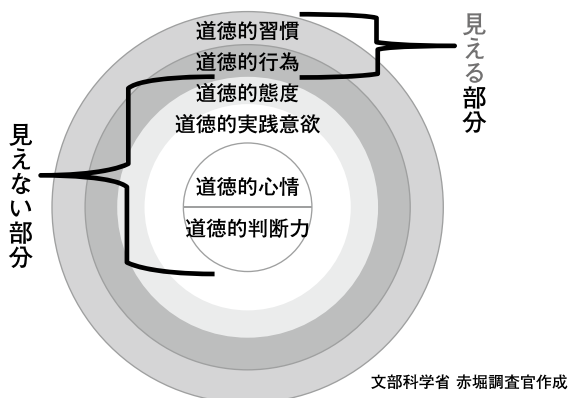 道徳的習慣
道徳的行為
道徳的態度
道徳的実践意欲
道徳的心情
道徳的判断力
見える部分
見えない部分
文部科学省 赤堀調査官作成